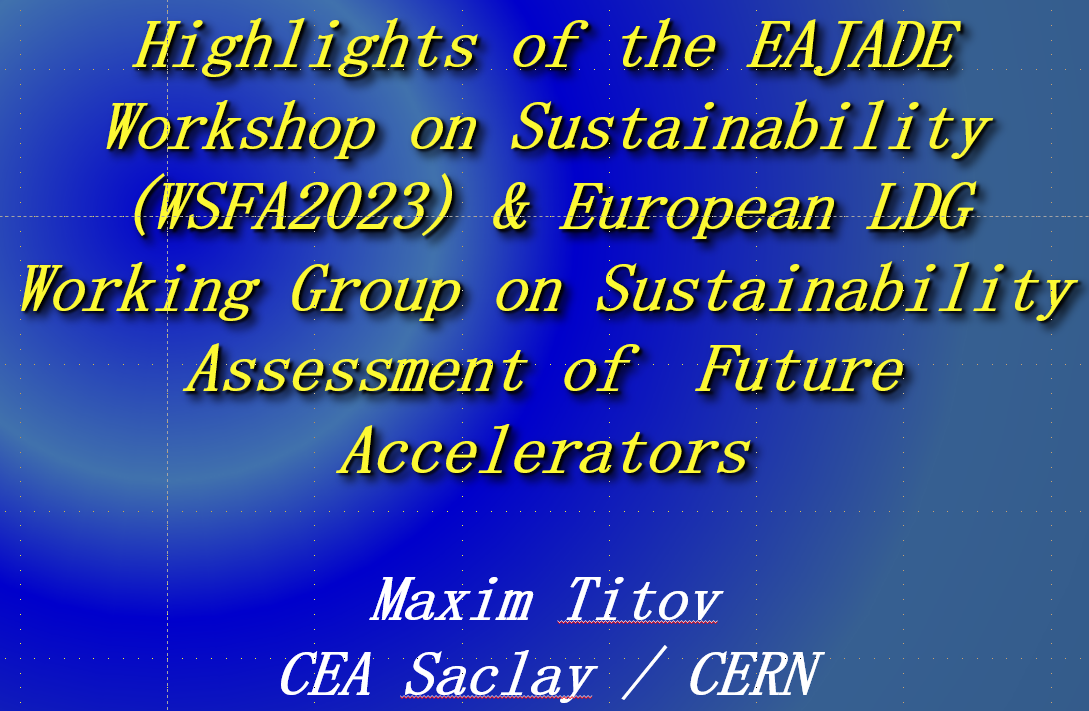 Highlights of the EAJADE
Workshop on Sustainability
(WSFA2023) & European LDG
Working Group on Sustainability
Assessment of  Future
Accelerators
Maxim Titov
CEA Saclay / CERN